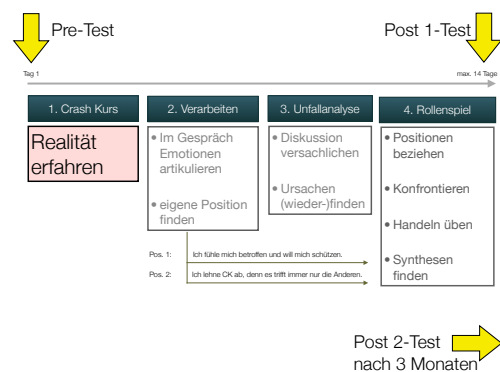 Pre-Test
Post 1-Test
Tag 1
max. 14 Tage
1. Crash Kurs
2. Verarbeiten
3. Unfallanalyse
4. Rollenspiel
Realität
erfahren
• Im Gespräch
Emotionen
artikulieren
• eigene Position
finden
• Diskussion
versachlichen
• Ursachen
(wieder-)finden
• Positionen
beziehen
• Konfrontieren
• Handeln üben
• Synthesen
finden
Pos. 1: Ich fühle mich betroffen und will mich schützen.
Pos. 2: Ich lehne CK ab, denn es trifft immer nur die Anderen.
Post 2-Test
nach 3 Monaten